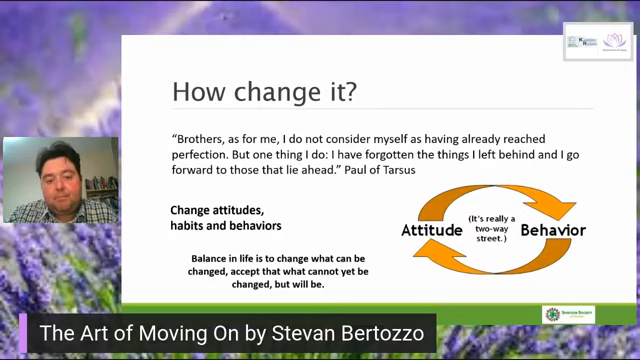 How change it?
“Brothers, as for me, I do not consider myself as having already reached
perfection. But one thing I do: I have forgotten the things I left behind and I go
forward to those that lie ahead.” Paul of Tarsus
Change attitudes,
habits and behaviors
Balance in life is to change what can be
changed, accept that what cannot yet be
changed, but will be.
Attitude
(It's really a
two-way
street.)
Behavior
The Art of Moving On by Stevan Bertozzo